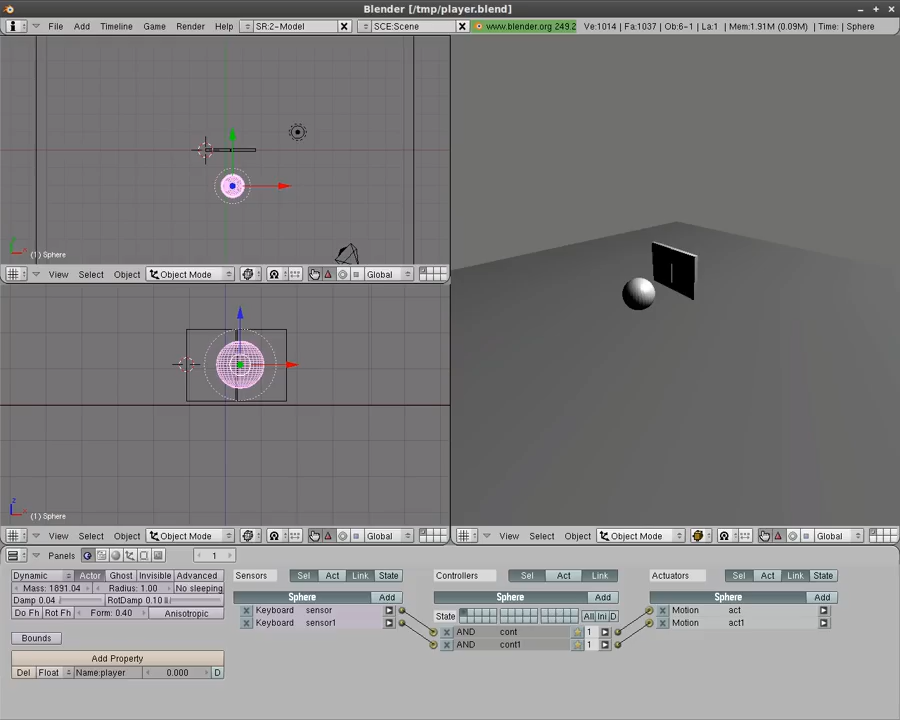 Blender [/tmp/player.blend]
File Add Timeline Game Render Help SR:2-Model SCE:Scene www.blender.org 249.2 Ve:1014 | Fa:1037 | Ob:6-1 | La:1 | Mem:1.91M (0.09M) | Time: | Sphere
(1) Sphere
View Select Object Object Mode Global
z
(1) Sphere
View Select Object Object Mode Global
View Select Object Object Mode Global
Panels 1
Dynamic Actor Ghost Invisible Advanced
Mass: 1891.04 Radius: 1.00 No sleeping
Damp 0.04 RotDamp 0.10
Do Fh Rot Fh Form: 0.40 Anisotropic
Bounds
Add Property
Del Float Name:player 0.000 D
Sensors Sel Act Link State
Sphere Add
Keyboard sensor
Keyboard sensor1
Controllers Sel Act Link
Sphere Add
State All Ini D
AND cont 1
AND cont1 1
Actuators Sel Act Link State
Sphere Add
Motion act
Motion act1